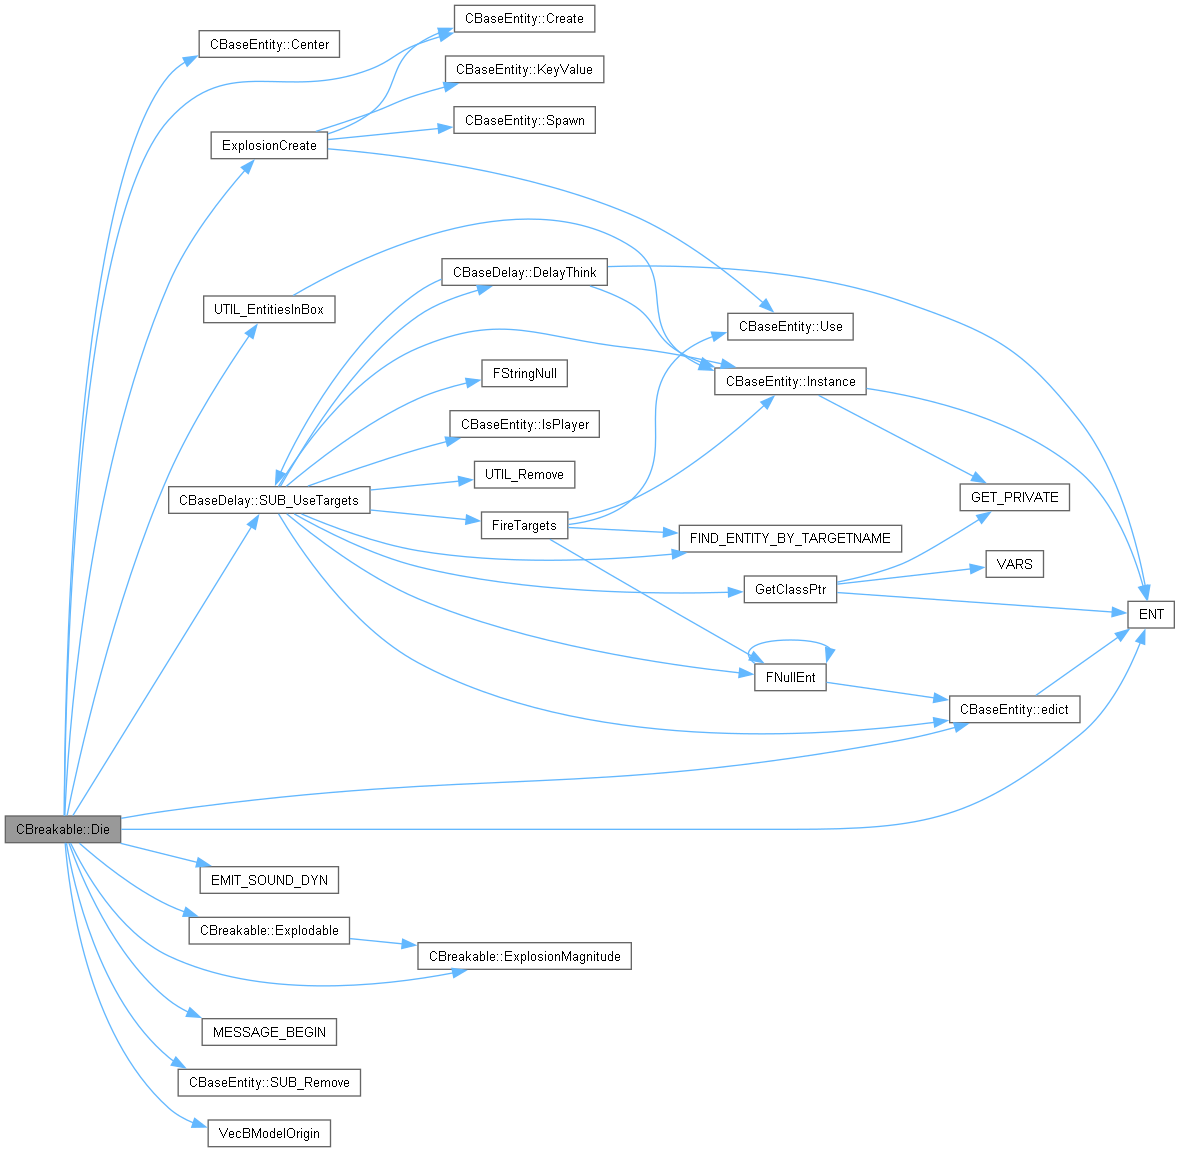 CBaseEntity::Create
CBaseEntity::Center
CBaseEntity::KeyValue
CBaseEntity::Spawn
ExplosionCreate
CBaseDelay::DelayThink
UTIL_EntitiesInBox
CBaseEntity::Use
FStringNull
CBaseEntity::Instance
CBaseEntity::IsPlayer
UTIL_Remove
CBaseDelay::SUB_UseTargets
GET_PRIVATE
FireTargets
FIND_ENTITY_BY_TARGETNAME
VARS
GetClassPtr
ENT
FNullEnt
CBaseEntity::edict
CBreakable::Die
EMIT_SOUND_DYN
CBreakable::Explodable
CBreakable::ExplosionMagnitude
MESSAGE_BEGIN
CBaseEntity::SUB_Remove
VecBModelOrigin